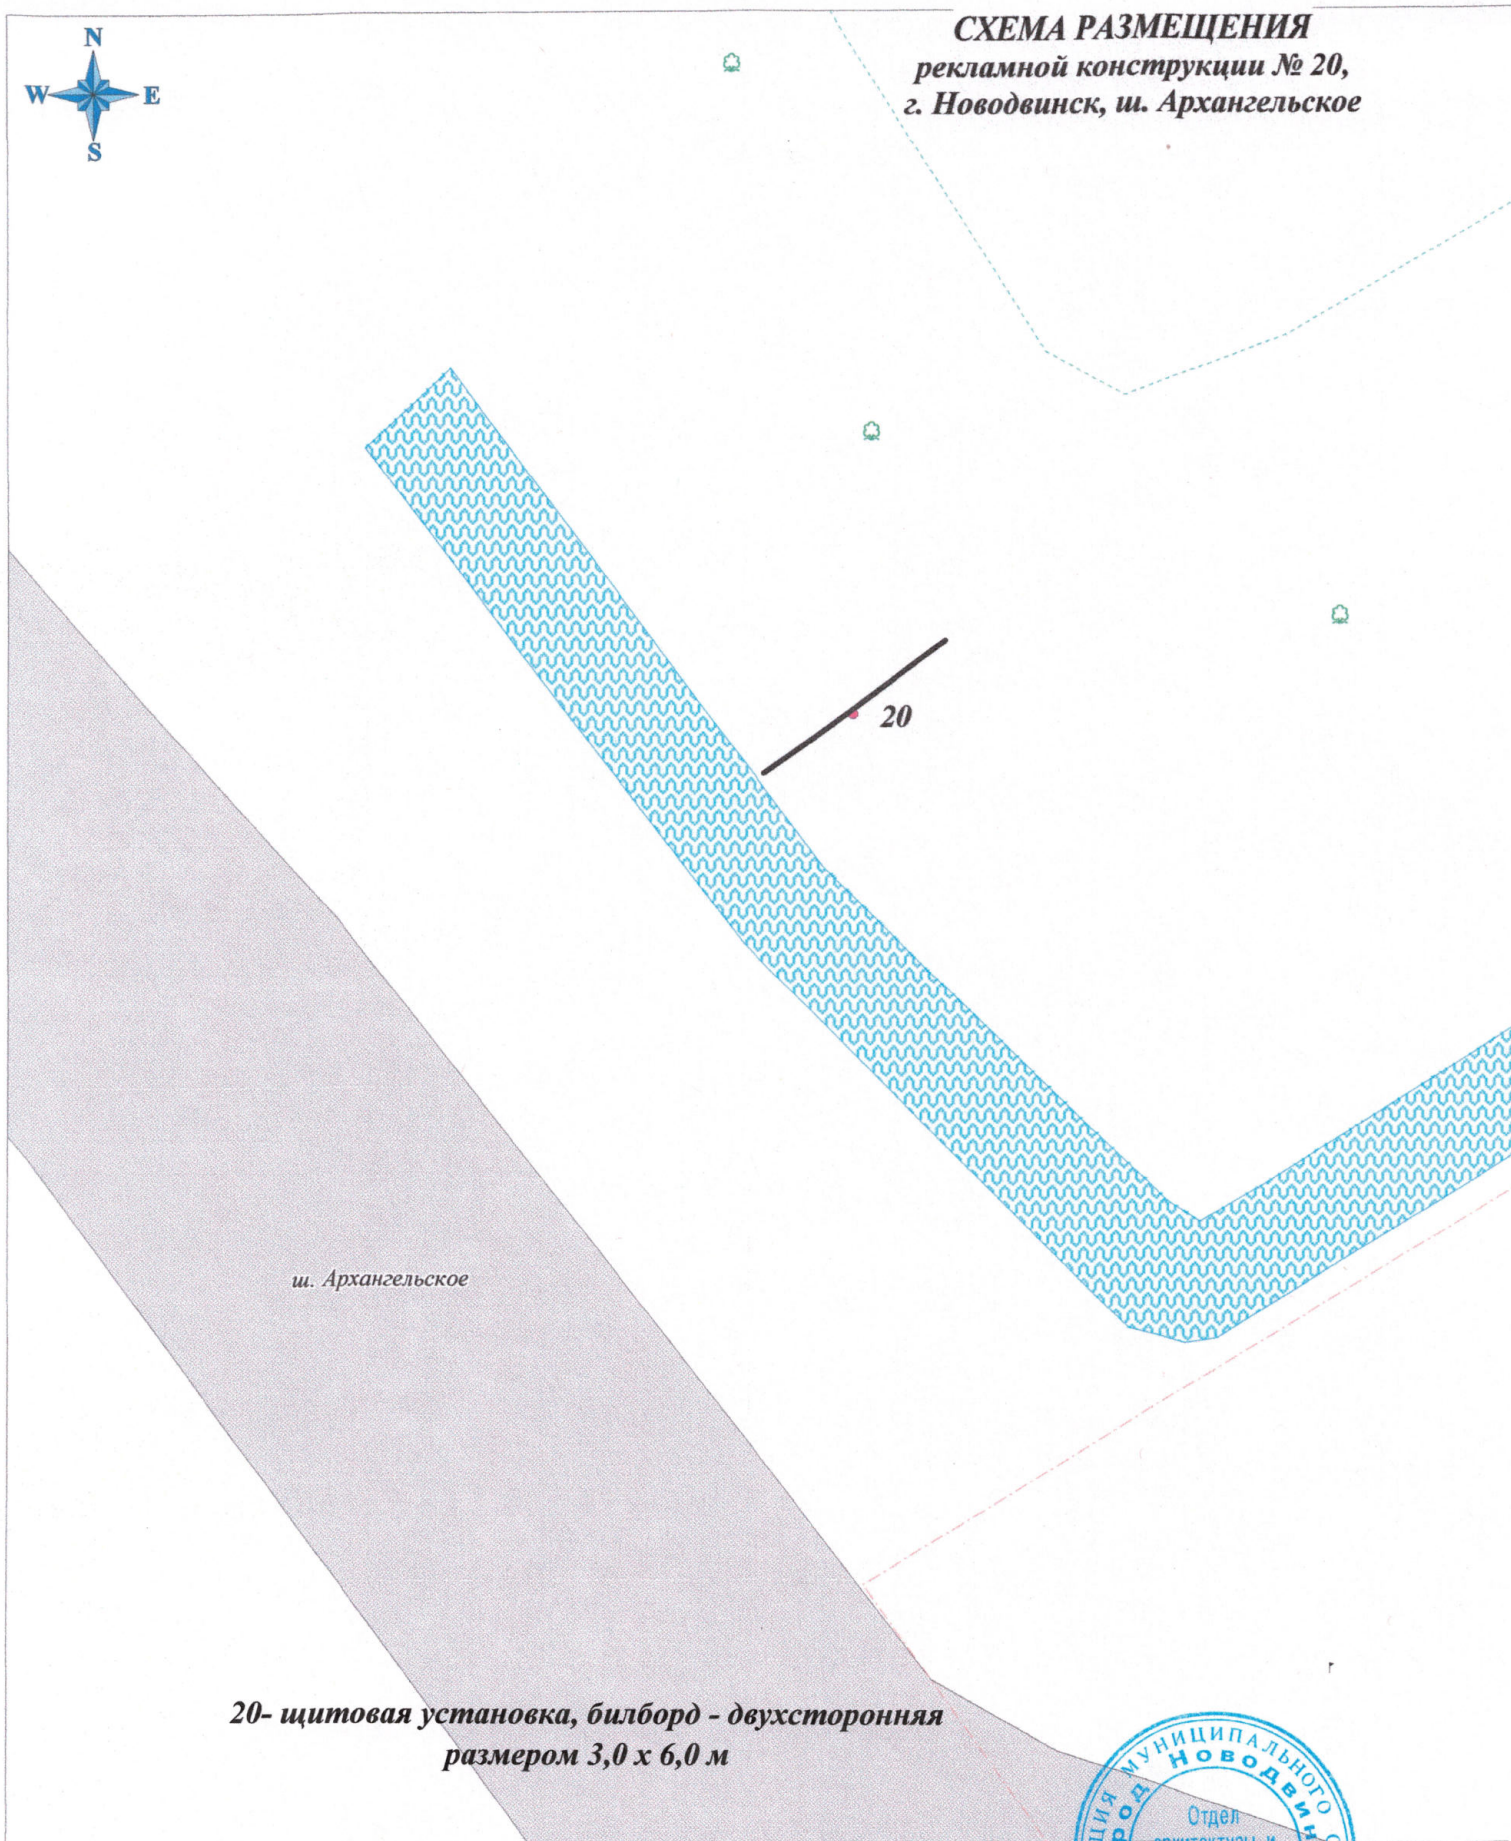 СХЕМА РАЗМЕЩЕНИЯ
рекламной конструкции № 20,
г. Новодвинск, ш. Архангельское
N
W E
S
20
ш. Архангельское
20- щитовая установка, билборд - двухсторонняя
размером 3,0 х 6,0 м
МУНИЦИПАЛЬНОГО
Новодвин
Отдел